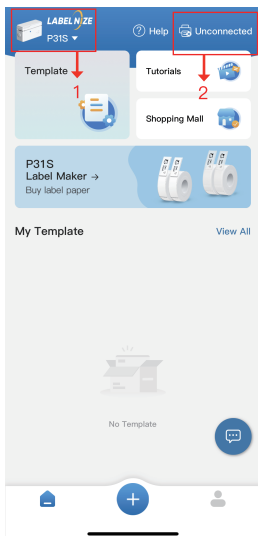 LABELNIZE
P31S
Help
Unconnected
Template
1
Tutorials
2
Shopping Mall
P31S
Label Maker →
Buy label paper
My Template
View All
No Template